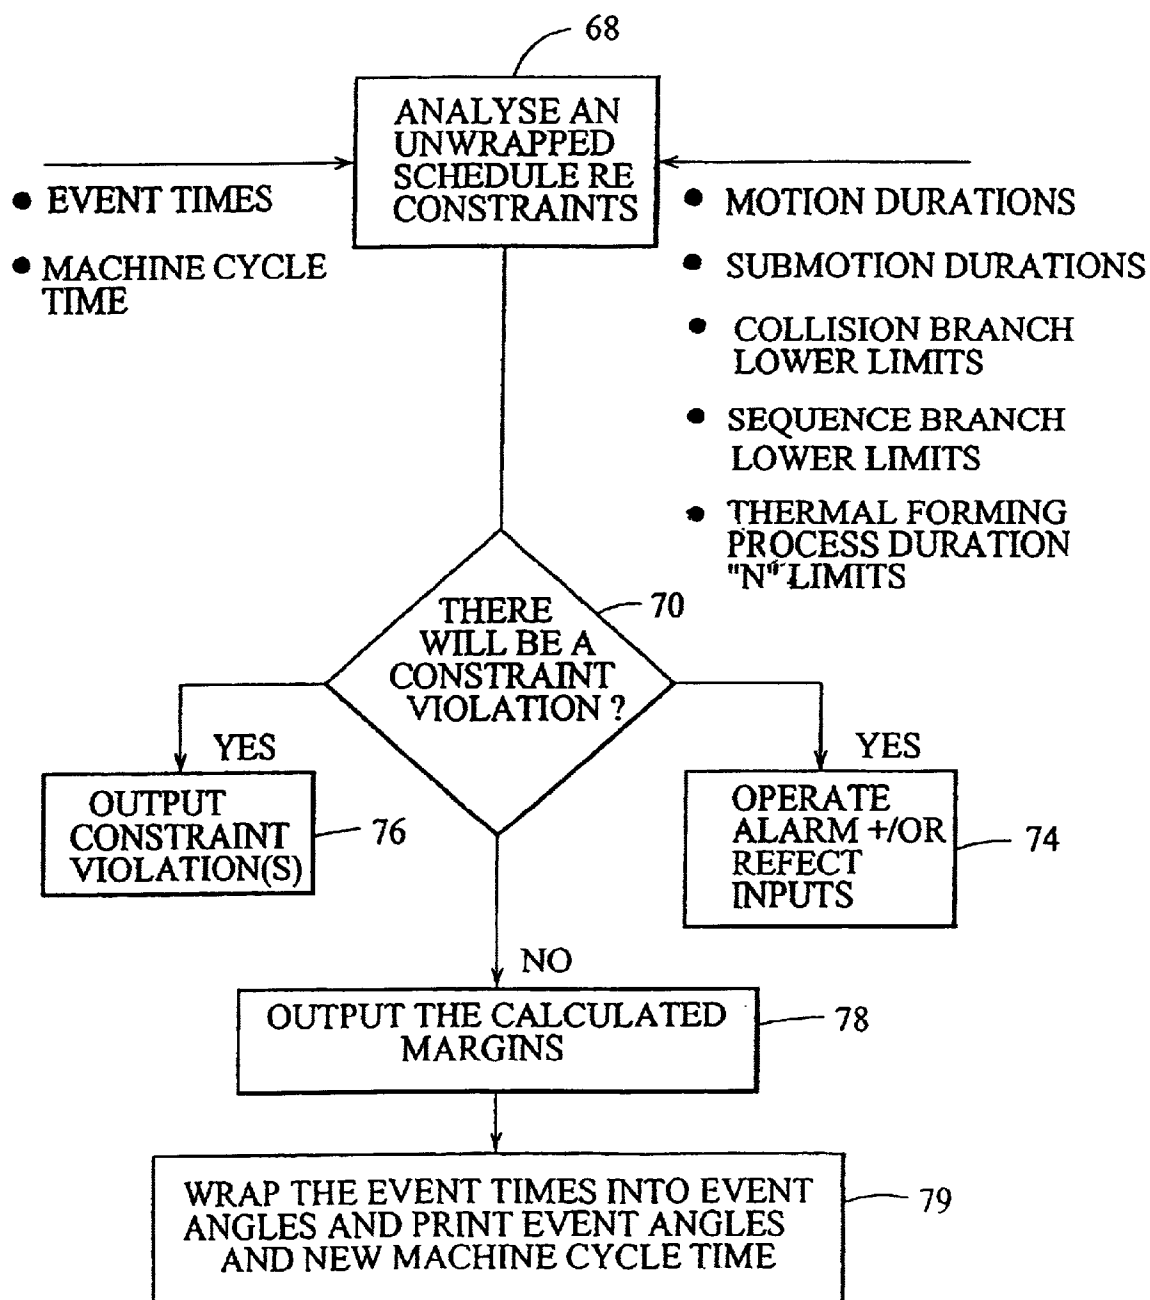 68
ANALYSE AN
UNWRAPPED
SCHEDULE RE
CONSTRAINTS
● EVENT TIMES
● MACHINE CYCLE
TIME
● MOTION DURATIONS
● SUBMOTION DURATIONS
● COLLISION BRANCH
LOWER LIMITS
● SEQUENCE BRANCH
LOWER LIMITS
● THERMAL FORMING
PROCESS DURATION
"N" LIMITS
70
THERE
WILL BE A
CONSTRAINT
VIOLATION ?
YES
OUTPUT
CONSTRAINT
VIOLATION(S)
76
YES
OPERATE
ALARM +/OR
REFECT
INPUTS
74
NO
OUTPUT THE CALCULATED
MARGINS
78
WRAP THE EVENT TIMES INTO EVENT
ANGLES AND PRINT EVENT ANGLES
AND NEW MACHINE CYCLE TIME
79